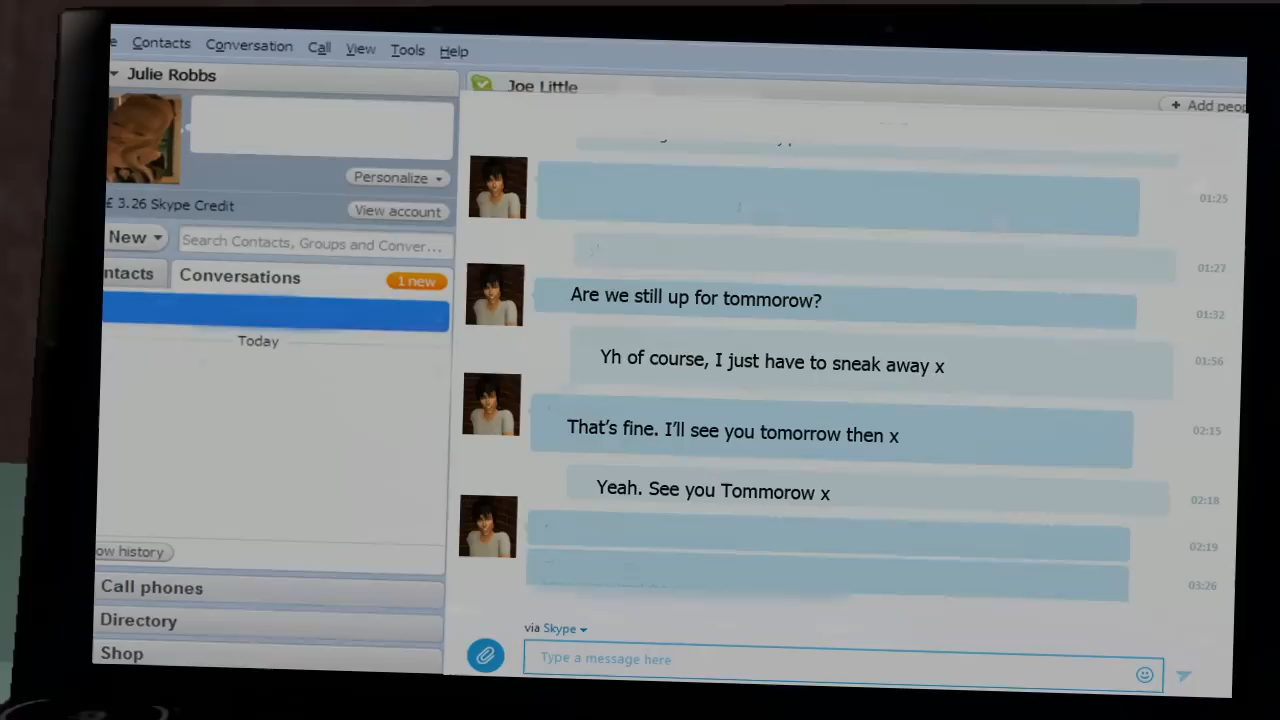 Contacts Conversation Call View Tools Help
Julie Robbs
Joe Little
+ Add peop
Personalize
£ 3.26 Skype Credit
View account
01:25
New
Search Contacts, Groups and Conver...
ntacts
Conversations
1 new
01:27
Are we still up for tommorow?
01:32
Today
Yh of course, I just have to sneak away x
01:56
That's fine. I'll see you tomorrow then x
02:15
Yeah. See you Tommorow x
02:18
ow history
02:19
Call phones
03:26
Directory
via Skype
Shop
Type a message here